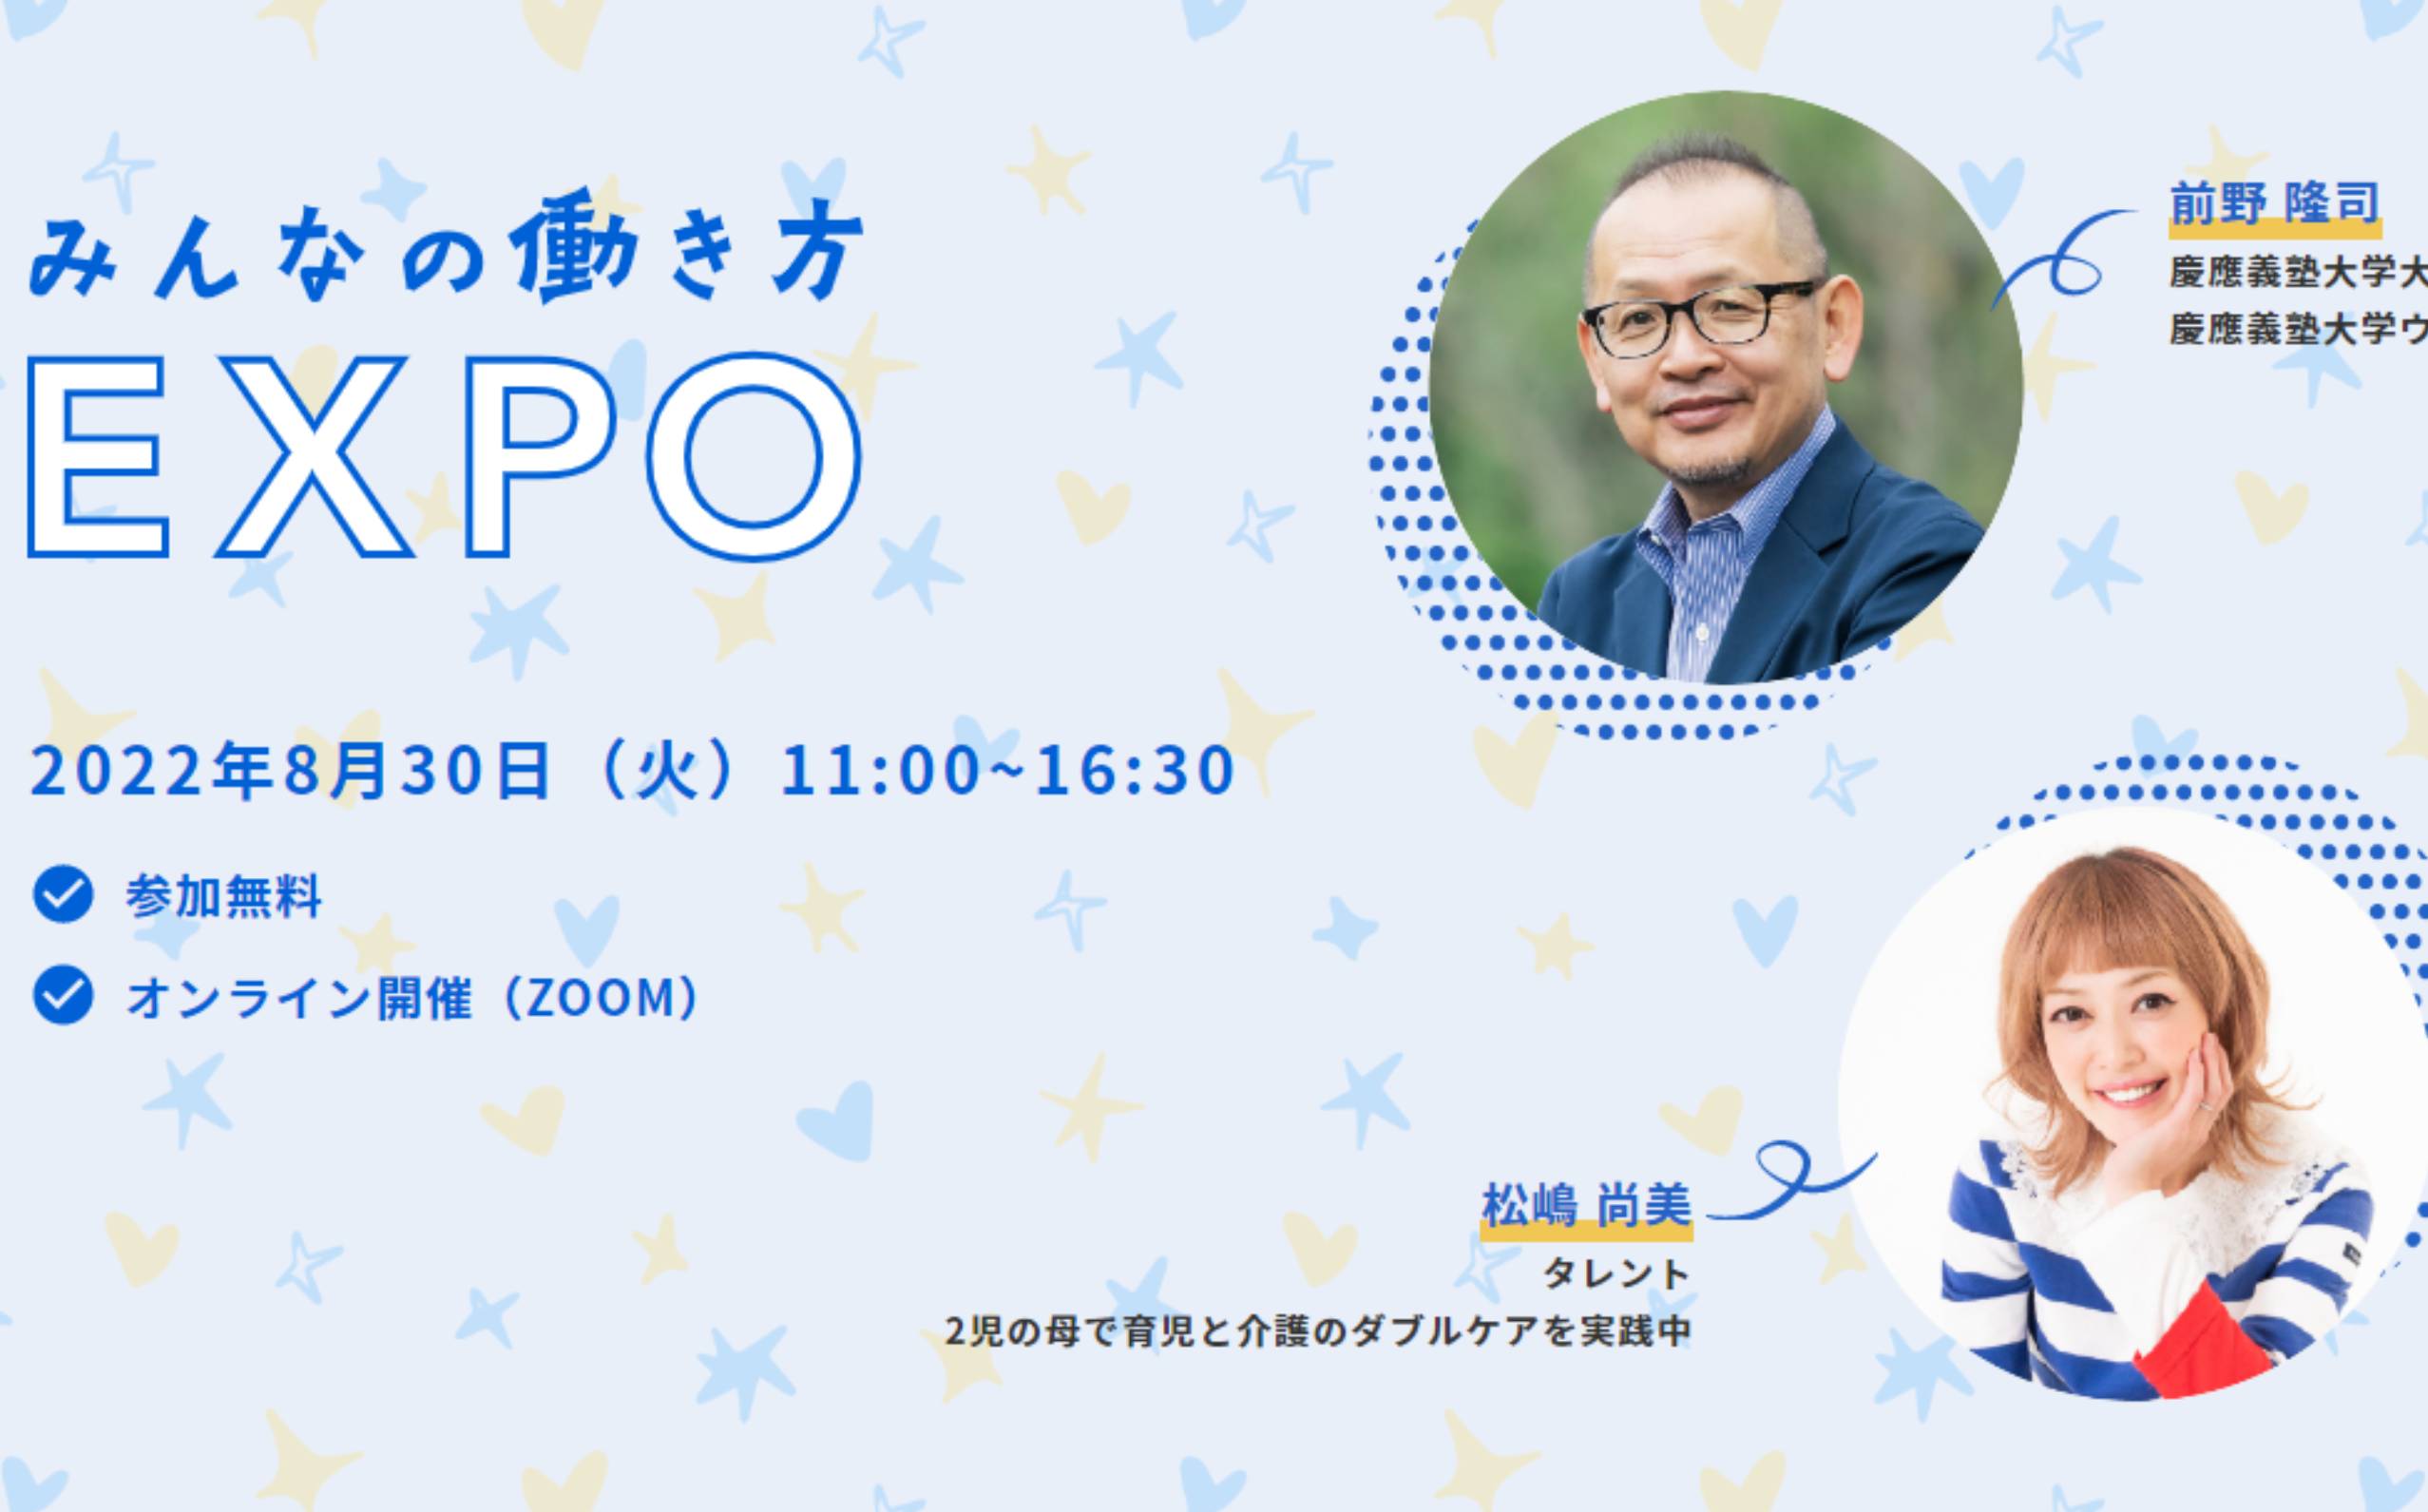 みんなの働き方
EXPO
2022年8月30日（火）11:00~16:30
参加無料
オンライン開催（ZOOM）
前野 隆司
慶應義塾大学大
慶應義塾大学ウ
松嶋 尚美
タレント
2児の母で育児と介護のダブルケアを実践中